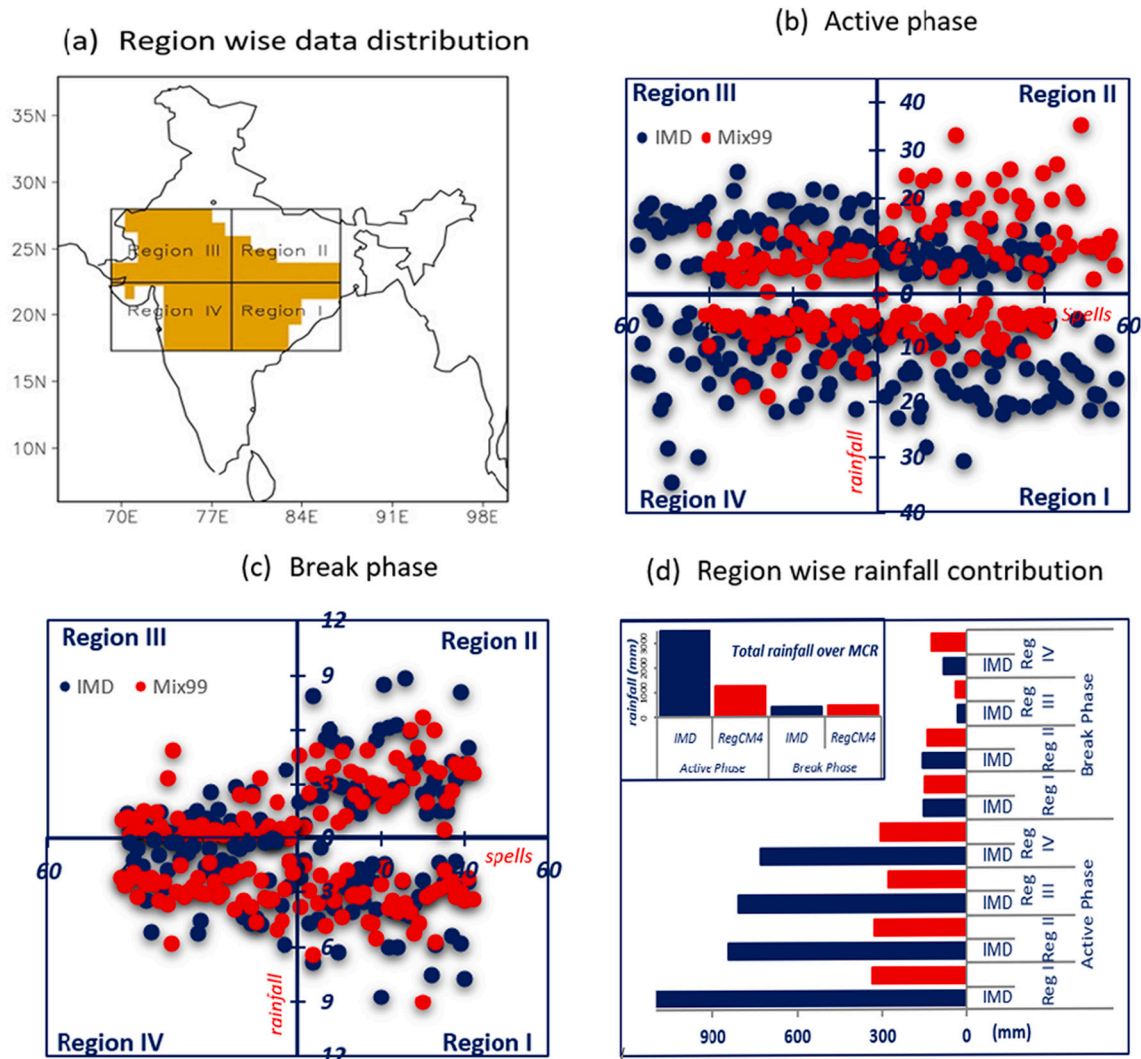 (a) Region wise data distribution
35N
30N
25N
20N
15N
10N
Region III
Region II
Region IV
Region I
70E 77E 84E 91E 98E
(b) Active phase
Region III
Region II
IMD Mix99
40
30
20
10
0
60
60
Spells
10
20
30
40
rainfall
Region IV
Region I
(c) Break phase
12
Region III
Region II
IMD Mix99
9
3
0
60
20
40
60
spells
3
6
9
12
rainfall
Region IV
Region I
(d) Region wise rainfall contribution
Total rainfall over MCR
rainfall (mm)
0 1000 2000 3000
IMD RegCM4 IMD RegCM4
Active Phase Break Phase
IMD Reg IV
IMD Reg III
IMD Reg II
IMD Reg I
Break Phase
IMD Reg IV
IMD Reg III
IMD Reg II
IMD Reg I
Active Phase
900 600 300 0 (mm)